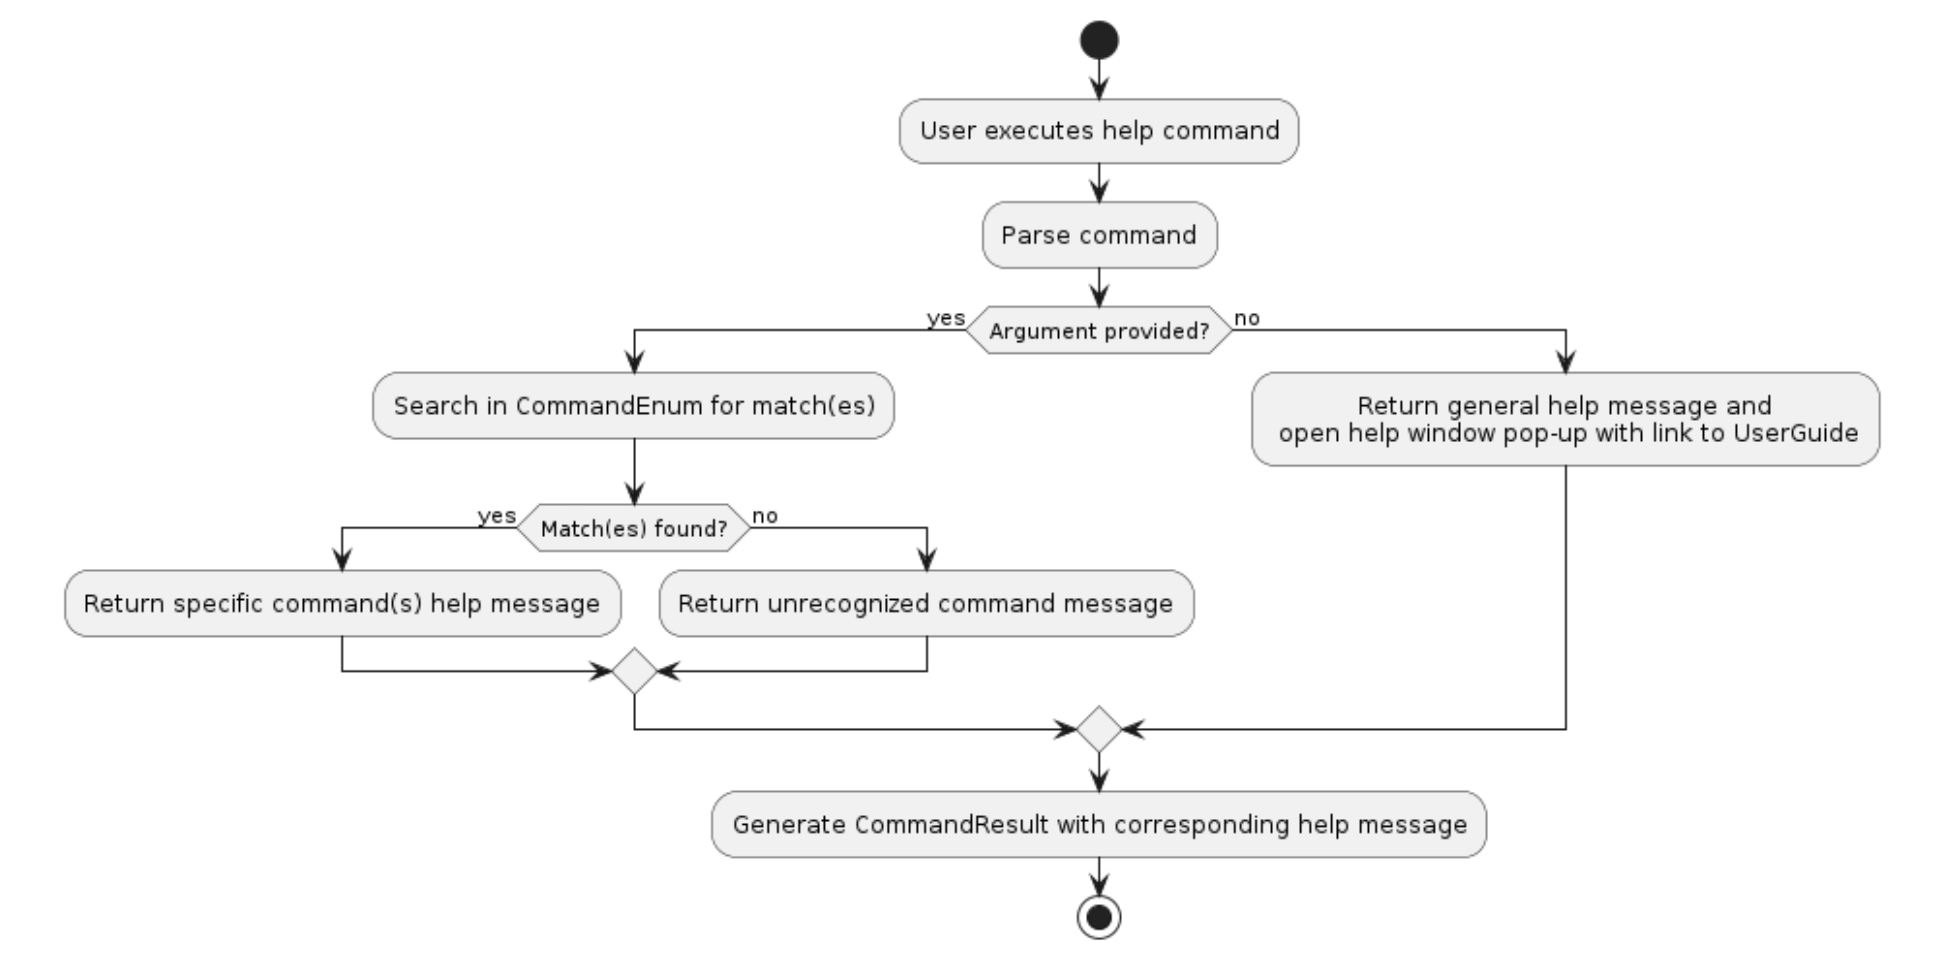 User executes help command
Parse command
yes
Argument provided?
no
Search in CommandEnum for match(es)
Return general help message and
open help window pop-up with link to UserGuide
yes
Match(es) found?
no
Return specific command(s) help message
Return unrecognized command message
Generate CommandResult with corresponding help message